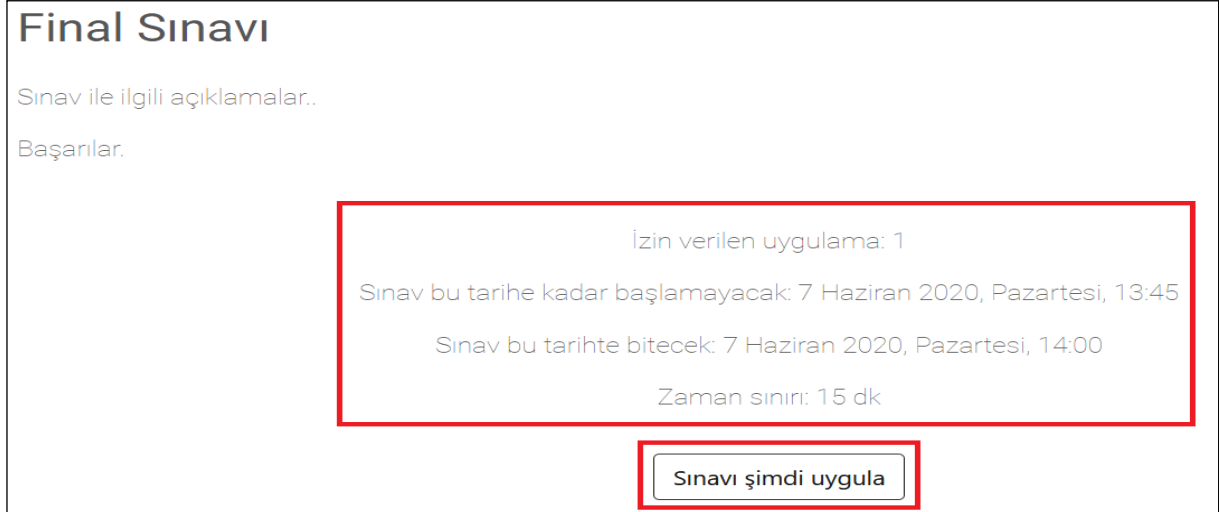 Final Sınavı
Sınav ile ilgili açıklamalar..
Başarılar.
İzin verilen uygulama: 1
Sınav bu tarihe kadar başlamayacak: 7 Haziran 2020, Pazartesi, 13:45
Sınav bu tarihte bitecek: 7 Haziran 2020, Pazartesi, 14:00
Zaman sınırı: 15 dk
Sınavı şimdi uygula